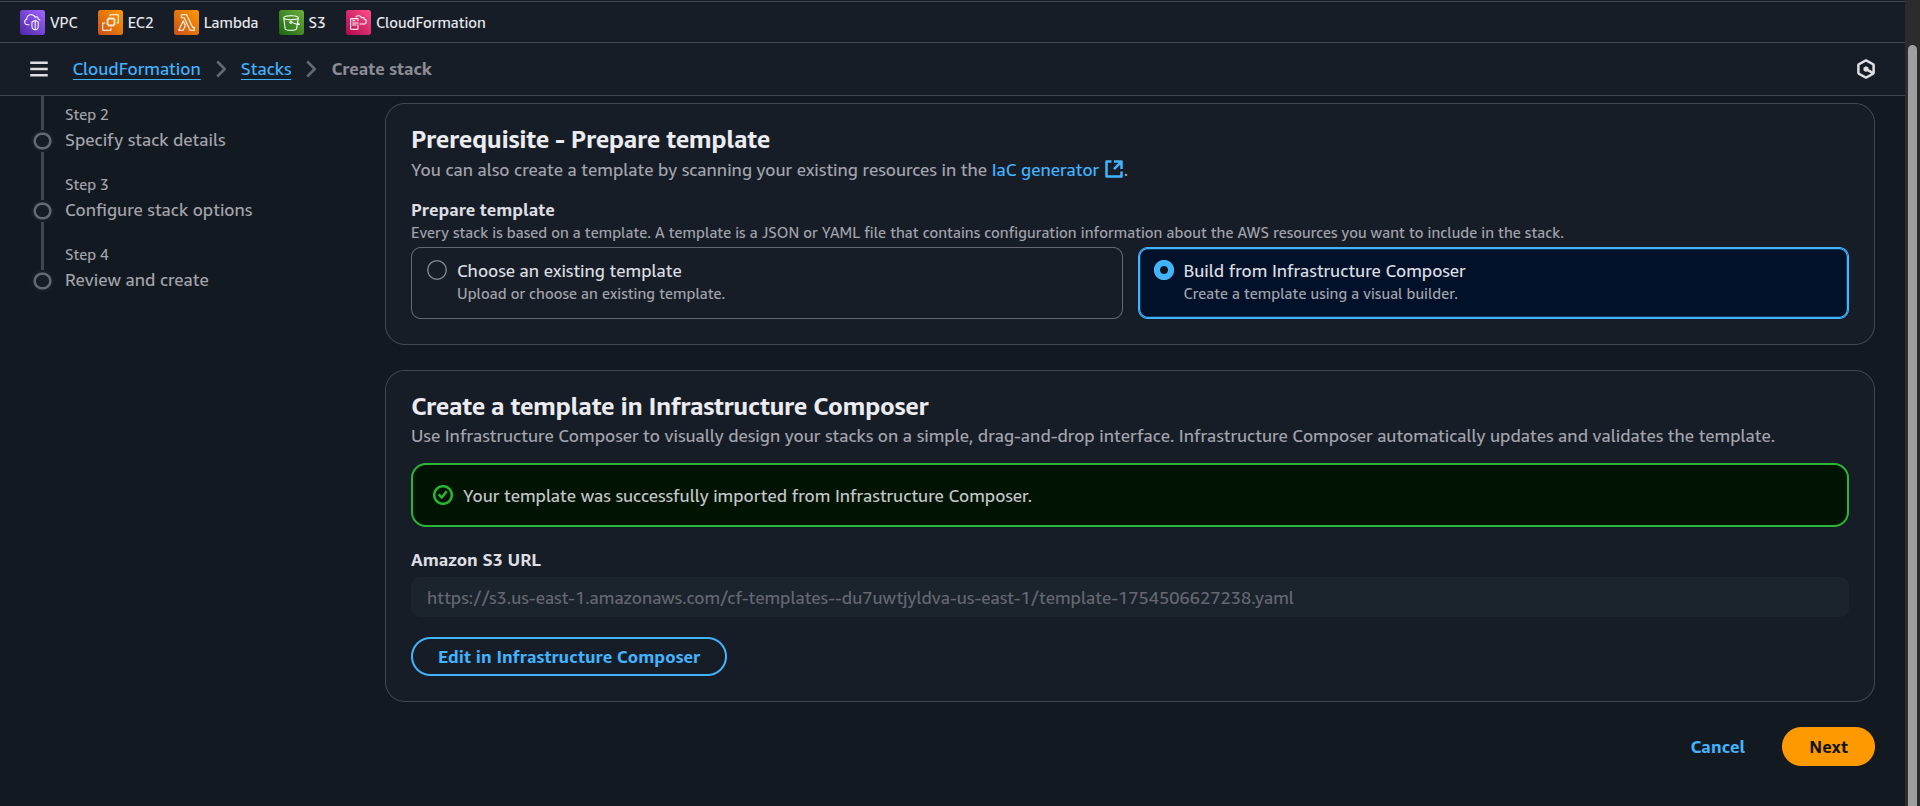 VPC EC2 Lambda S3 CloudFormation
CloudFormation Stacks Create stack
Step 2
Specify stack details
Step 3
Configure stack options
Step 4
Review and create
Prerequisite - Prepare template
You can also create a template by scanning your existing resources in the IaC generator.
Prepare template
Every stack is based on a template. A template is a JSON or YAML file that contains configuration information about the AWS resources you want to include in the stack.
Choose an existing template
Upload or choose an existing template.
Build from Infrastructure Composer
Create a template using a visual builder.
Create a template in Infrastructure Composer
Use Infrastructure Composer to visually design your stacks on a simple, drag-and-drop interface. Infrastructure Composer automatically updates and validates the template.
Your template was successfully imported from Infrastructure Composer.
Amazon S3 URL
https://s3.us-east-1.amazonaws.com/cf-templates--du7uwtjyldva-us-east-1/template-1754506627238.yaml
Edit in Infrastructure Composer
Cancel Next